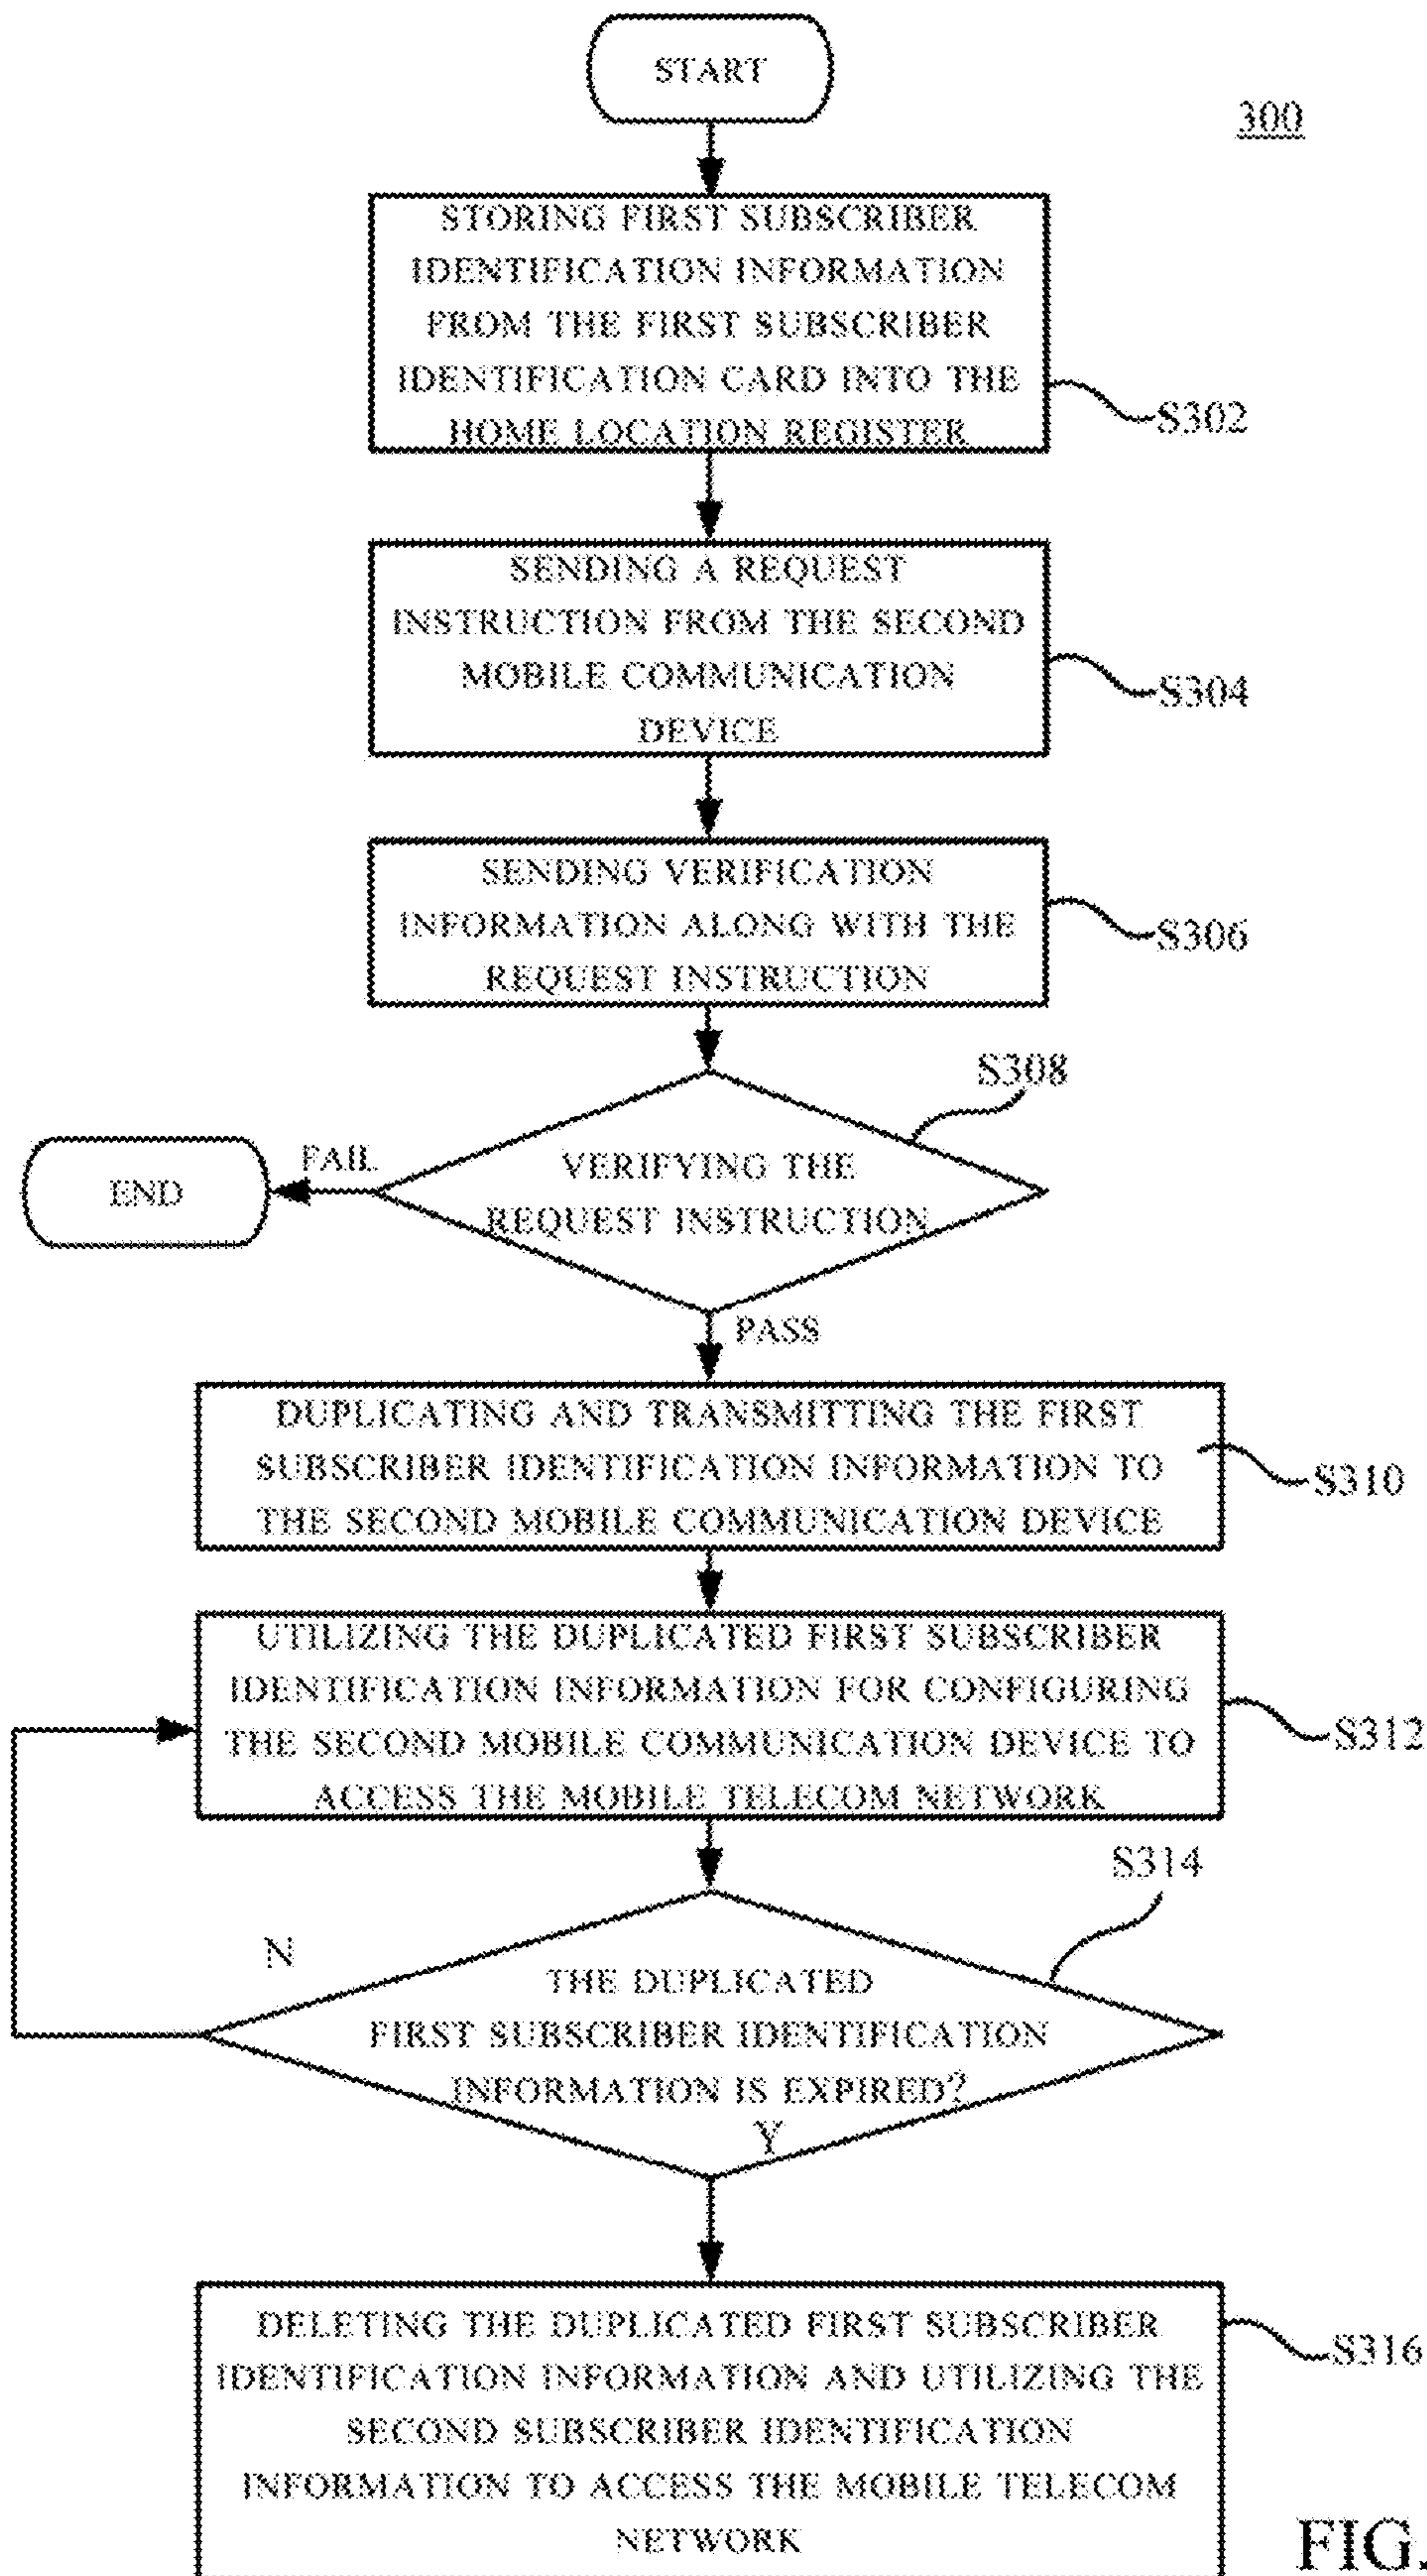 START
300
STORING FIRST SUBSCRIBER
IDENTIFICATION INFORMATION
FROM THE FIRST SUBSCRIBER
IDENTIFICATION CARD INTO THE
HOME LOCATION REGISTER
S302
SENDING A REQUEST
INSTRUCTION FROM THE SECOND
MOBILE COMMUNICATION
DEVICE
S304
SENDING VERIFICATION
INFORMATION ALONG WITH THE
REQUEST INSTRUCTION
S306
S308
VERIFYING THE
REQUEST INSTRUCTION
FAIL
END
PASS
DUPLICATING AND TRANSMITTING THE FIRST
SUBSCRIBER IDENTIFICATION INFORMATION TO
THE SECOND MOBILE COMMUNICATION DEVICE
S310
UTILIZING THE DUPLICATED FIRST SUBSCRIBER
IDENTIFICATION INFORMATION FOR CONFIGURING
THE SECOND MOBILE COMMUNICATION DEVICE TO
ACCESS THE MOBILE TELECOM NETWORK
S312
S314
N
THE DUPLICATED
FIRST SUBSCRIBER IDENTIFICATION
INFORMATION IS EXPIRED?
Y
DELETING THE DUPLICATED FIRST SUBSCRIBER
IDENTIFICATION INFORMATION AND UTILIZING THE
SECOND SUBSCRIBER IDENTIFICATION
INFORMATION TO ACCESS THE MOBILE TELECOM
NETWORK
S316
FIG.